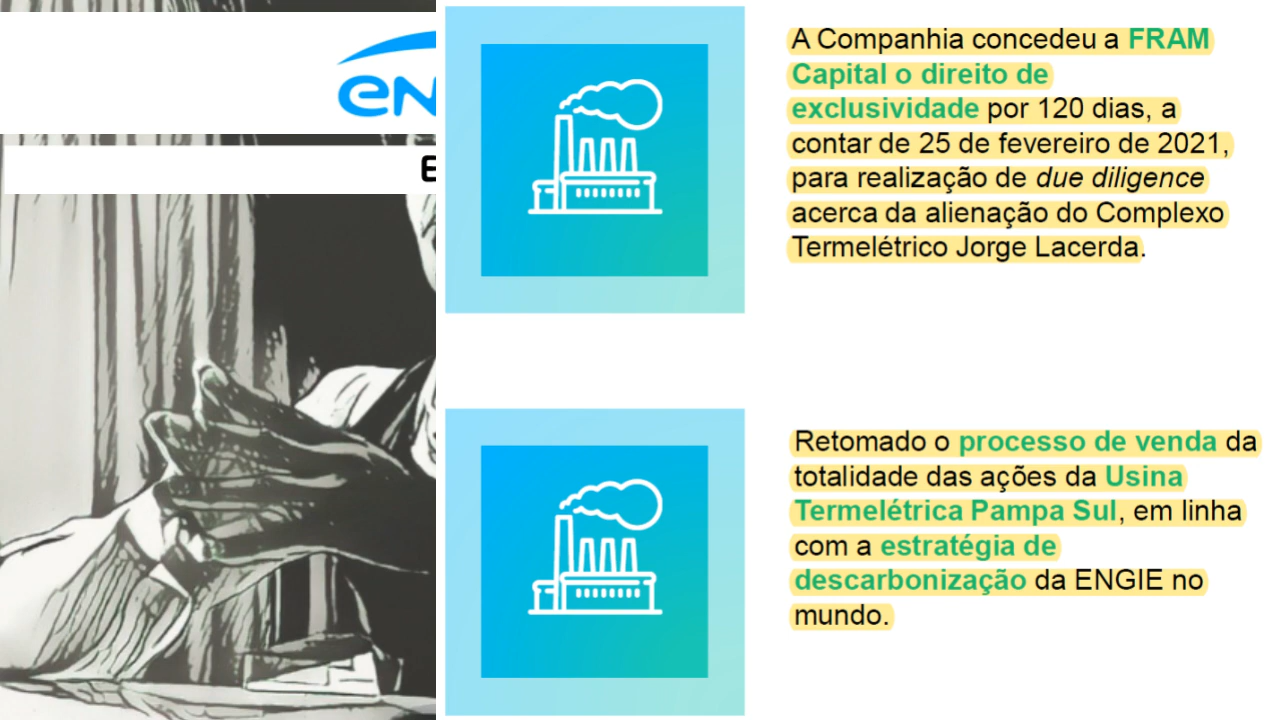 en
E
A Companhia concedeu a FRAM
Capital o direito de
exclusividade por 120 dias, a
contar de 25 de fevereiro de 2021,
para realização de due diligence
acerca da alienação do Complexo
Termelétrico Jorge Lacerda.
Retomado o processo de venda da
totalidade das ações da Usina
Termelétrica Pampa Sul, em linha
com a estratégia de
descarbonização da ENGIE no
mundo.